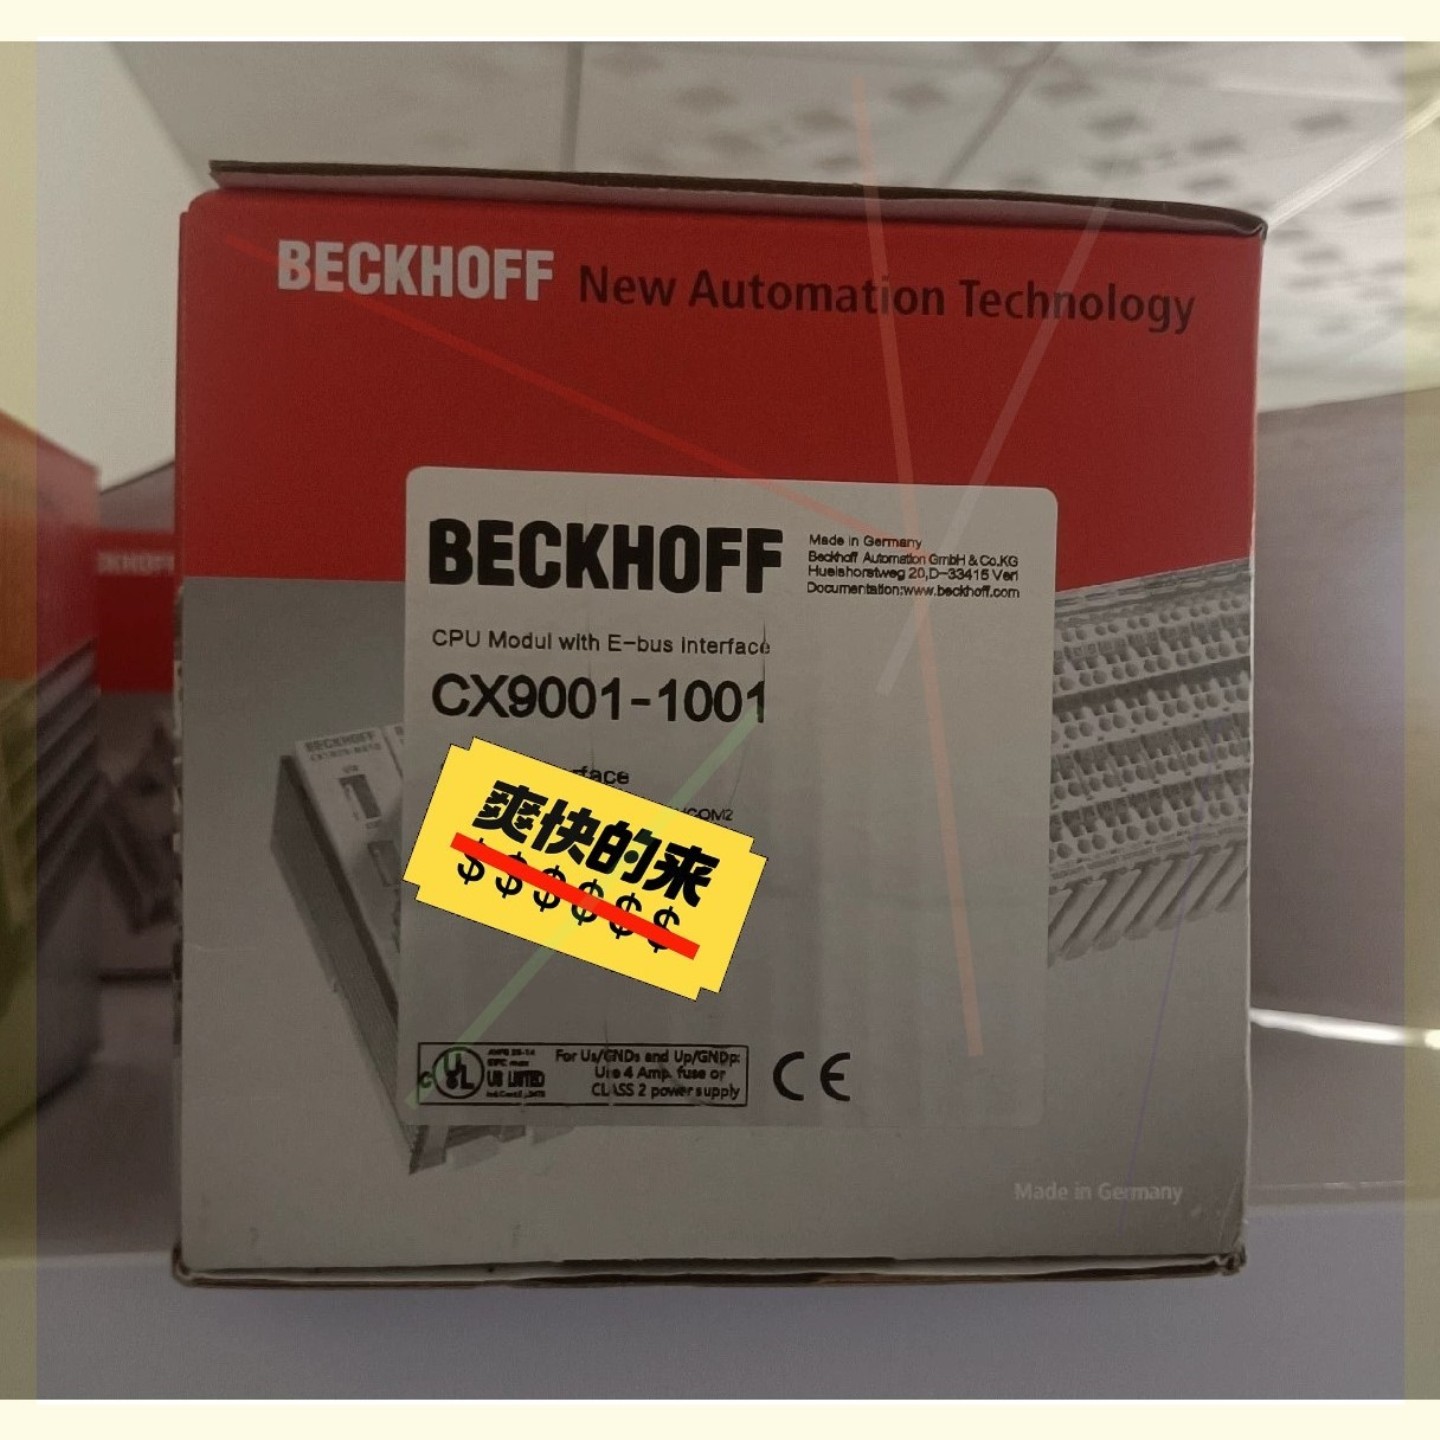 BECKHOFF New Automation Technology
BECKHOFF
Made in Germany
Beckhoff Automation GmbH & Co.KG
Huelshorstweg 20,D-33415 Verl
Documentation:www.beckhoff.com
CPU Modul with E-bus interface
CX9001-1001
爽快的来
$$$$$$
For Us/GNDs and Up/GNDp:
Use 4 Amp. fuse or
CLASS 2 power supply
C UL US LISTED
CE
Made in Germany
BECKHOFF